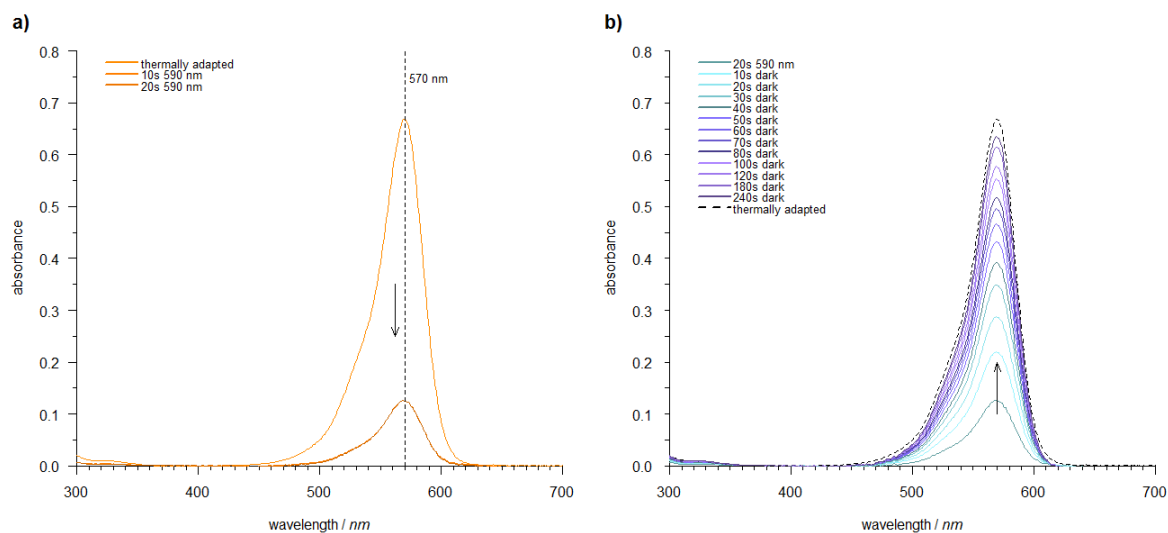 a)
0.8
0.7
0.6
0.5
0.4
0.3
0.2
0.1
0.0
absorbance
thermally adapted
10s 590 nm
20s 590 nm
570 nm
300
400
500
600
700
wavelength / nm
b)
0.8
0.7
0.6
0.5
0.4
0.3
0.2
0.1
0.0
absorbance
20s 590 nm
10s dark
20s dark
30s dark
40s dark
50s dark
60s dark
70s dark
80s dark
100s dark
120s dark
180s dark
240s dark
thermally adapted
300
400
500
600
700
wavelength / nm